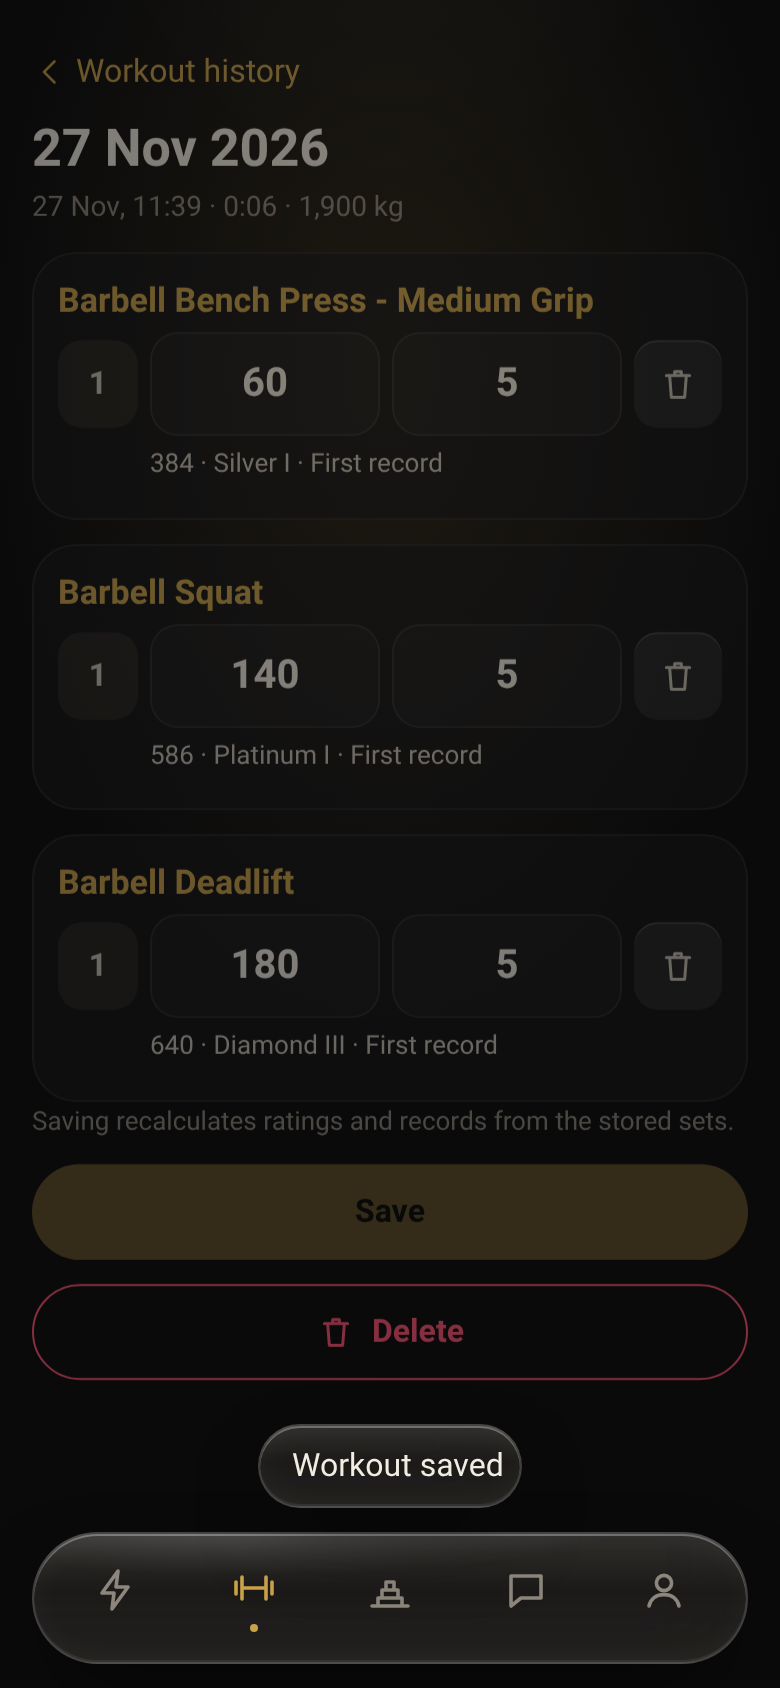 Workout history
27 Nov 2026
27 Nov, 11:39 · 0:06 · 1,900 kg
Barbell Bench Press - Medium Grip
1 60 5
384 · Silver I · First record
Barbell Squat
1 140 5
586 · Platinum I · First record
Barbell Deadlift
1 180 5
640 · Diamond III · First record
Saving recalculates ratings and records from the stored sets.
Save
Delete
Workout saved